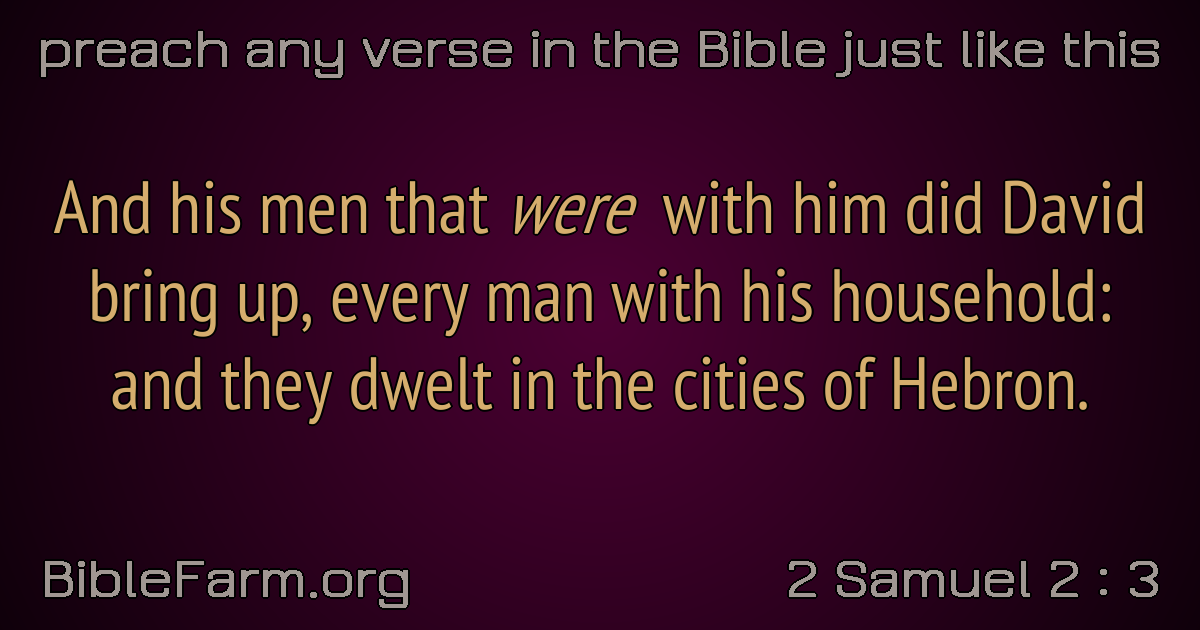 preach any verse in the Bible just like this
And his men that were with him did David
bring up, every man with his household:
and they dwelt in the cities of Hebron.
BibleFarm.org
2 Samuel 2 : 3